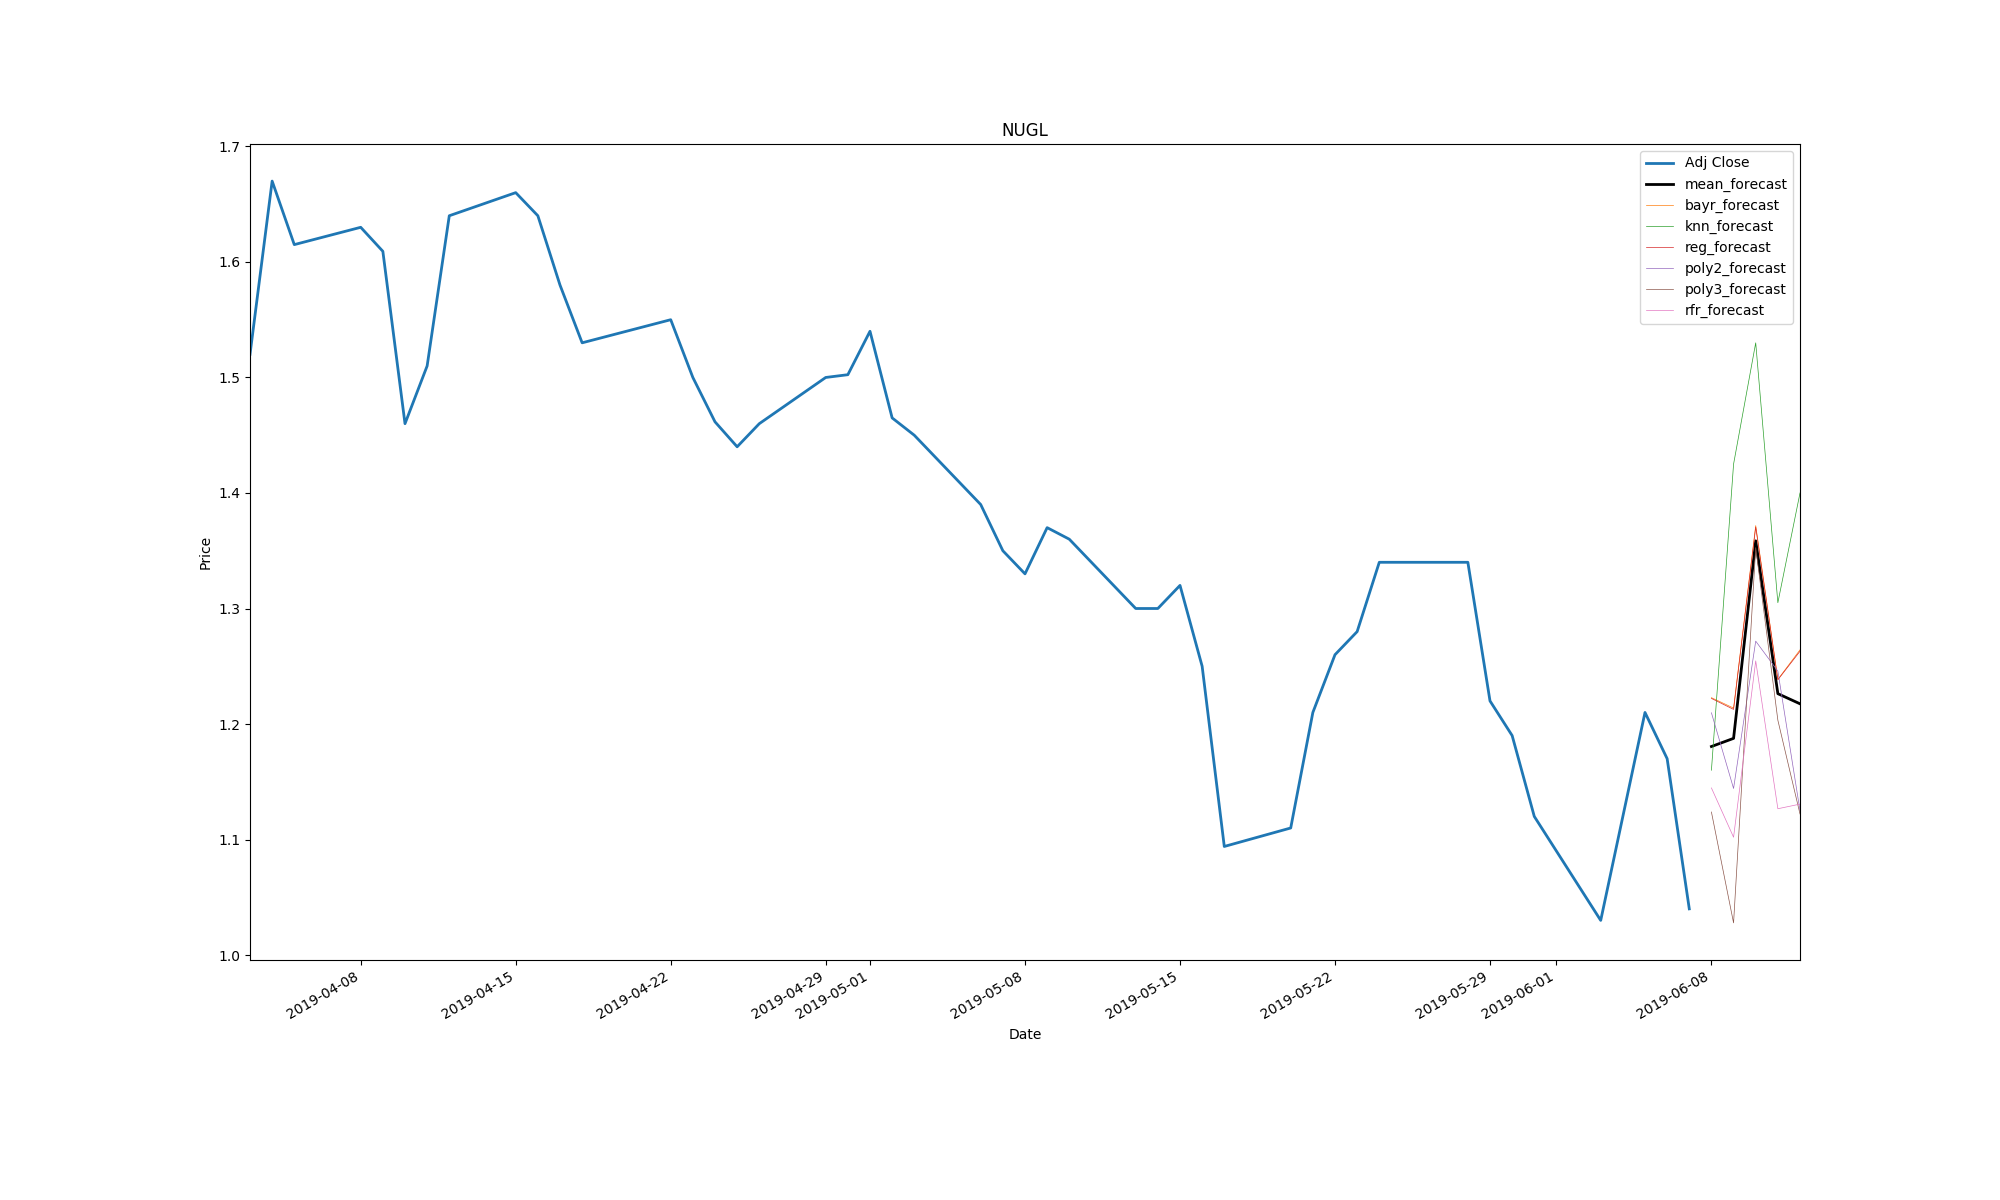 NUGL
1.7
1.6
1.5
1.4
1.3
1.2
1.1
1.0
Price
Adj Close
mean_forecast
bayr_forecast
knn_forecast
reg_forecast
poly2_forecast
poly3_forecast
rfr_forecast
2019-04-08
2019-04-15
2019-04-22
2019-04-29
2019-05-01
2019-05-08
2019-05-15
2019-05-22
2019-05-29
2019-06-01
2019-06-08
Date